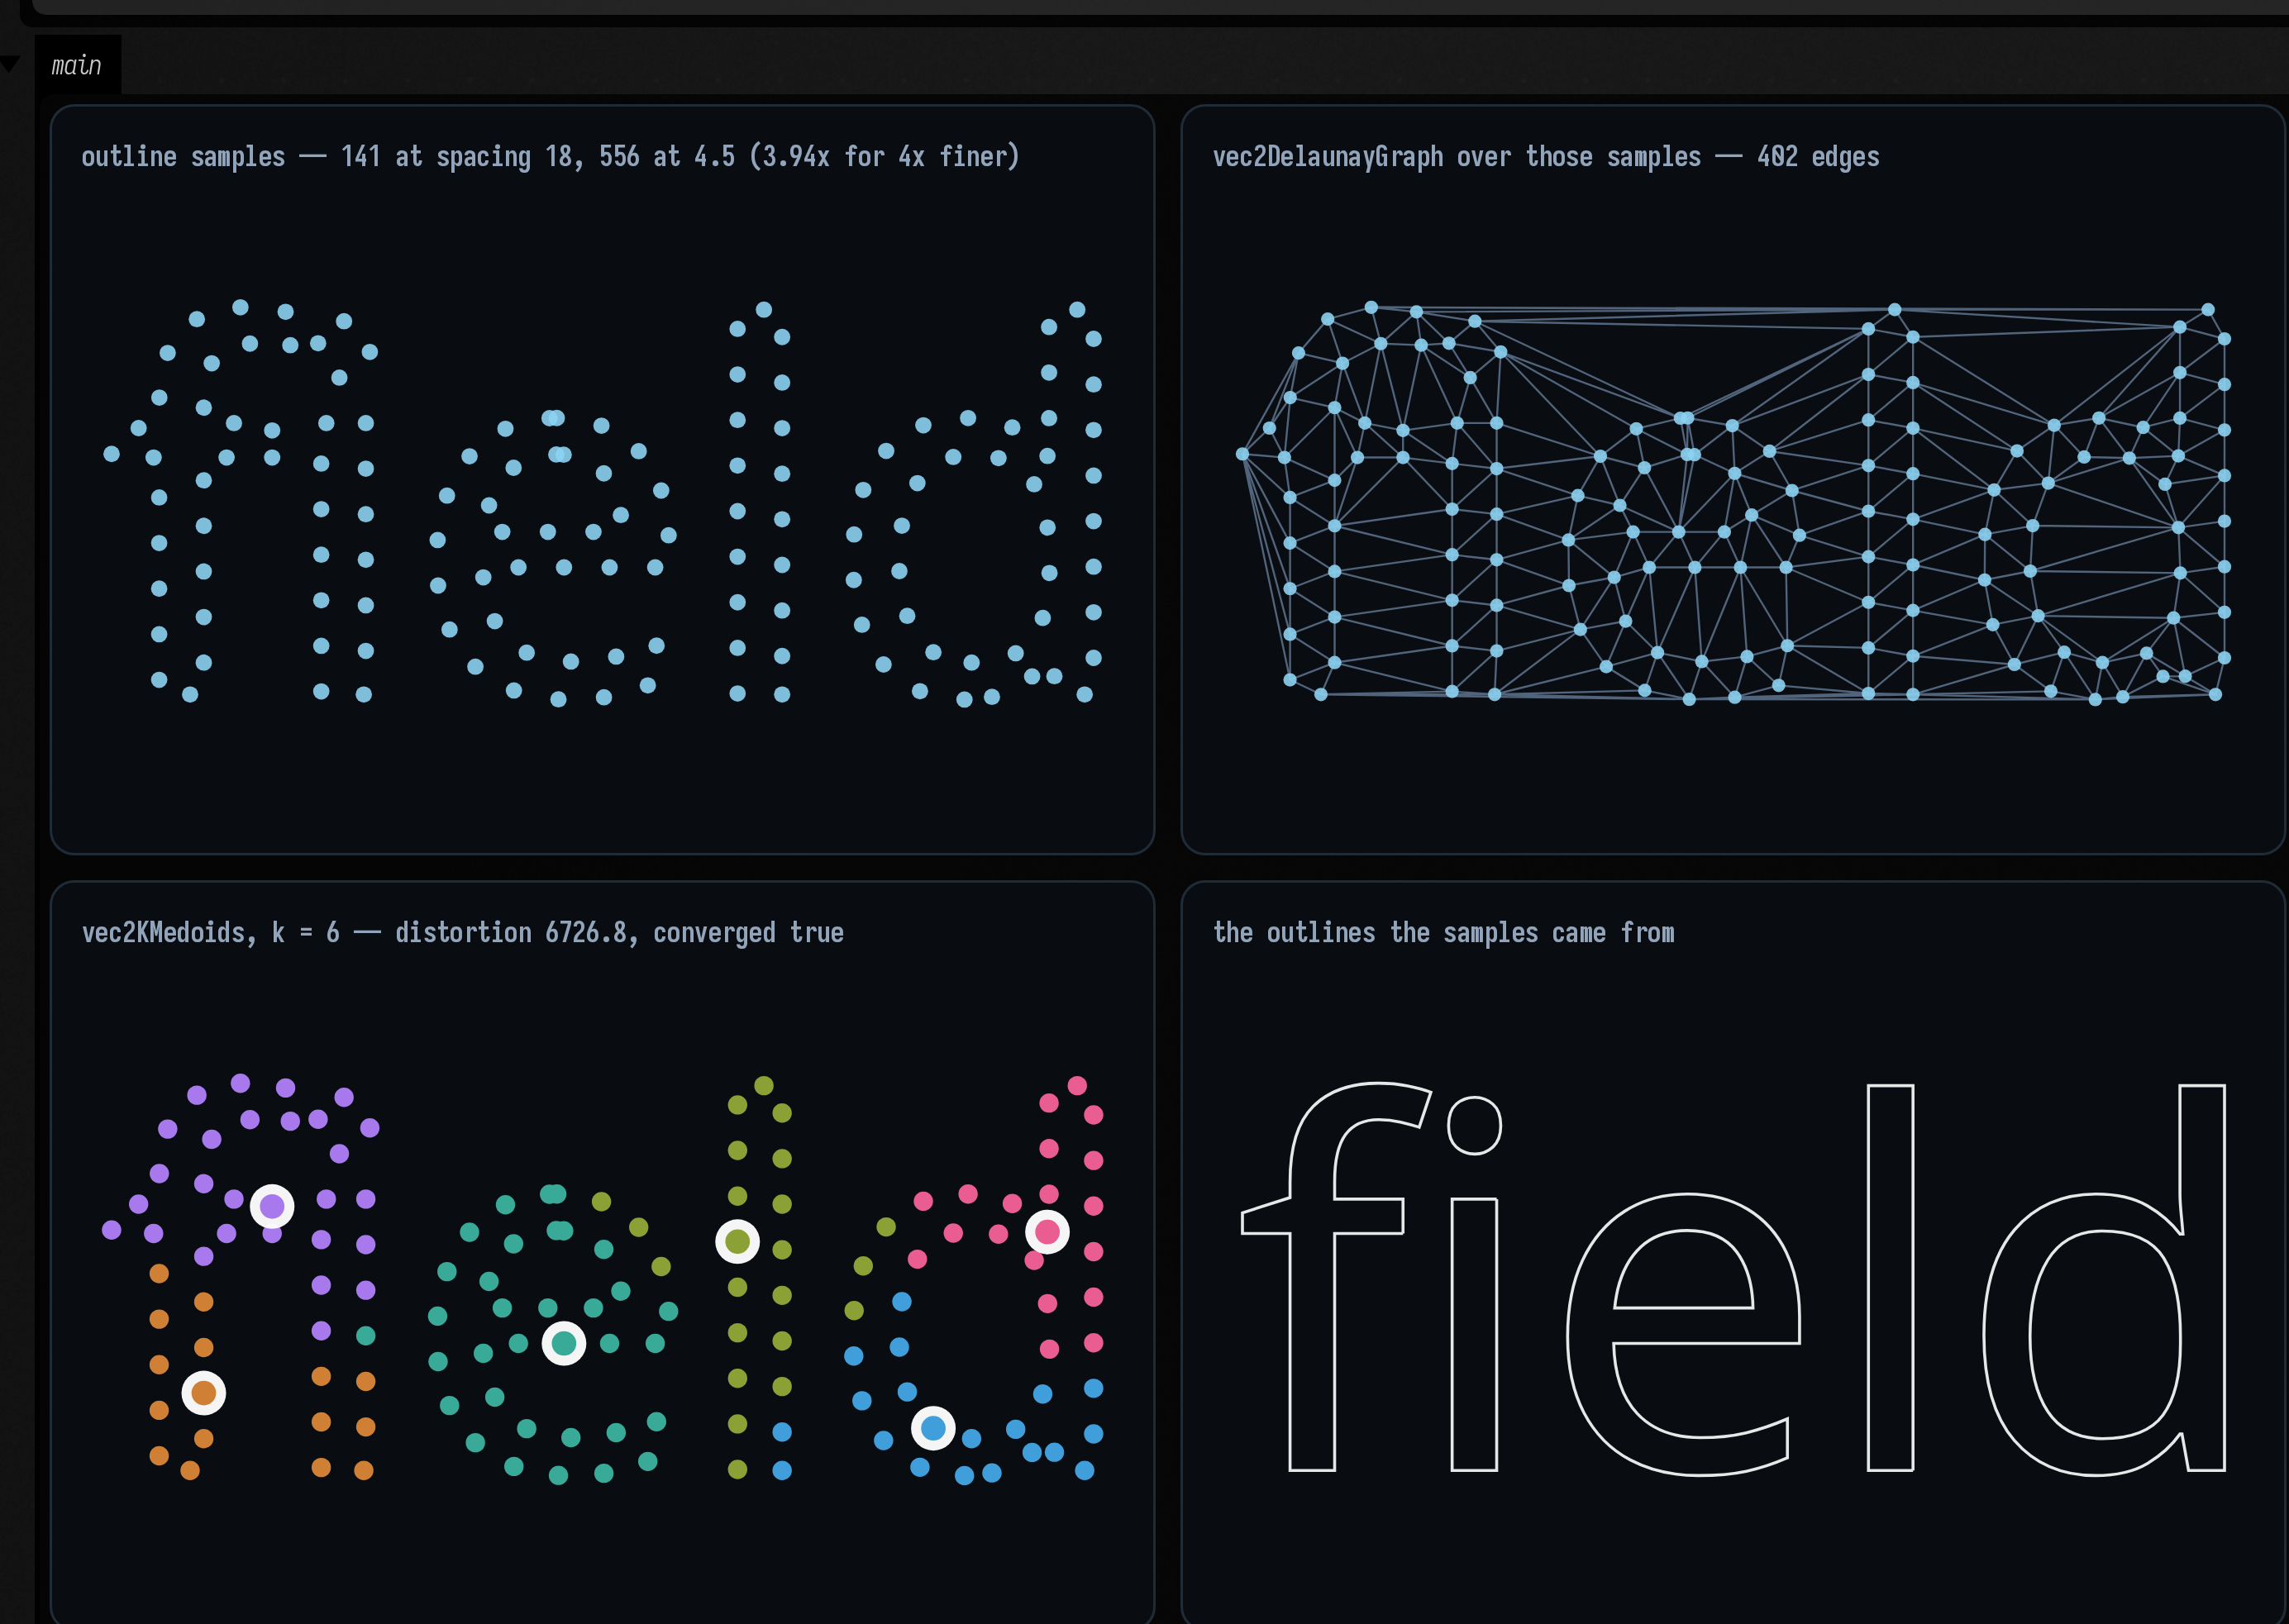 main
outline samples — 141 at spacing 18, 556 at 4.5 (3.94x for 4x finer)
vec2DelaunayGraph over those samples — 402 edges
vec2KMedoids, k = 6 — distortion 6726.8, converged true
the outlines the samples came from
field